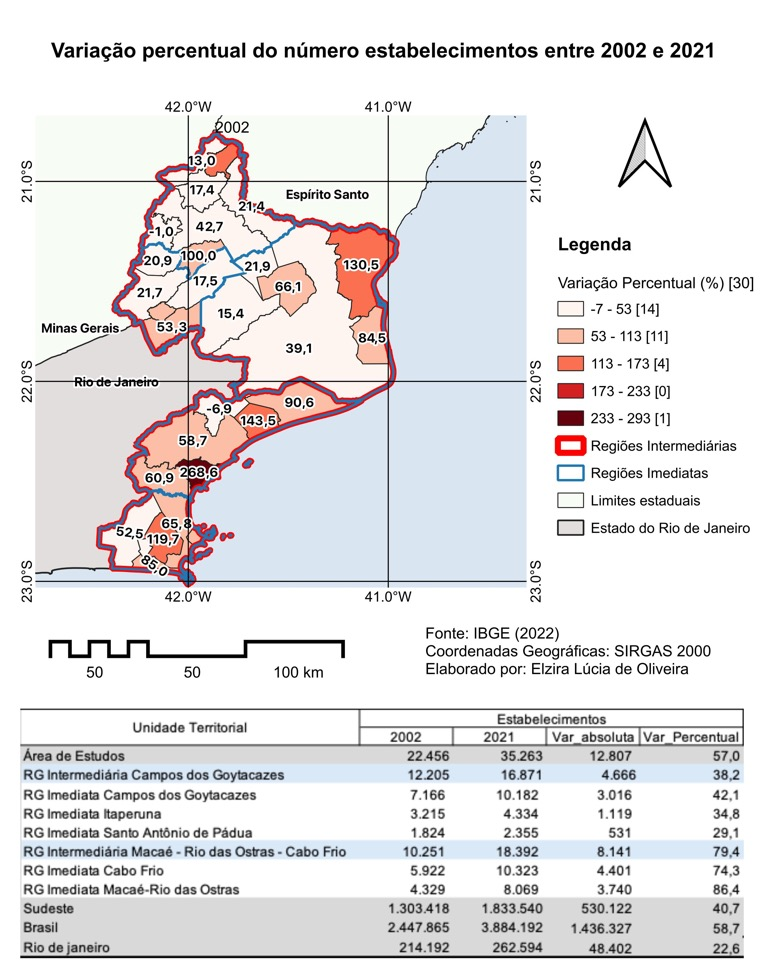 Variação percentual do número estabelecimentos entre 2002 e 2021
42.0°W
41.0°W
2002
13,0
21.0°S
21.0°S
17,4
Espírito Santo
21,4
-1,0
42,7
20,9
100,0
21,9
130,5
17,5
21,7
66,1
15,4
Minas Gerais
53,3
84,5
39,1
Rio de Janeiro
22.0°S
22.0°S
-6,9
90,6
143,5
58,7
60,9
268,6
65,8
52,5
119,7
85,0
23.0°S
23.0°S
42.0°W
41.0°W
Legenda
Variação Percentual (%) [30]
-7 - 53 [14]
53 - 113 [11]
113 - 173 [4]
173 - 233 [0]
233 - 293 [1]
Regiões Intermediárias
Regiões Imediatas
Limites estaduais
Estado do Rio de Janeiro
50 50 100 km
Fonte: IBGE (2022)
Coordenadas Geográficas: SIRGAS 2000
Elaborado por: Elzira Lúcia de Oliveira
Unidade Territorial Estabelecimentos
2002 2021 Var_absoluta Var_Percentual
Área de Estudos 22.456 35.263 12.807 57,0
RG Intermediária Campos dos Goytacazes 12.205 16.871 4.666 38,2
RG Imediata Campos dos Goytacazes 7.166 10.182 3.016 42,1
RG Imediata Itaperuna 3.215 4.334 1.119 34,8
RG Imediata Santo Antônio de Pádua 1.824 2.355 531 29,1
RG Intermediária Macaé - Rio das Ostras - Cabo Frio 10.251 18.392 8.141 79,4
RG Imediata Cabo Frio 5.922 10.323 4.401 74,3
RG Imediata Macaé-Rio das Ostras 4.329 8.069 3.740 86,4
Sudeste 1.303.418 1.833.540 530.122 40,7
Brasil 2.447.865 3.884.192 1.436.327 58,7
Rio de janeiro 214.192 262.594 48.402 22,6